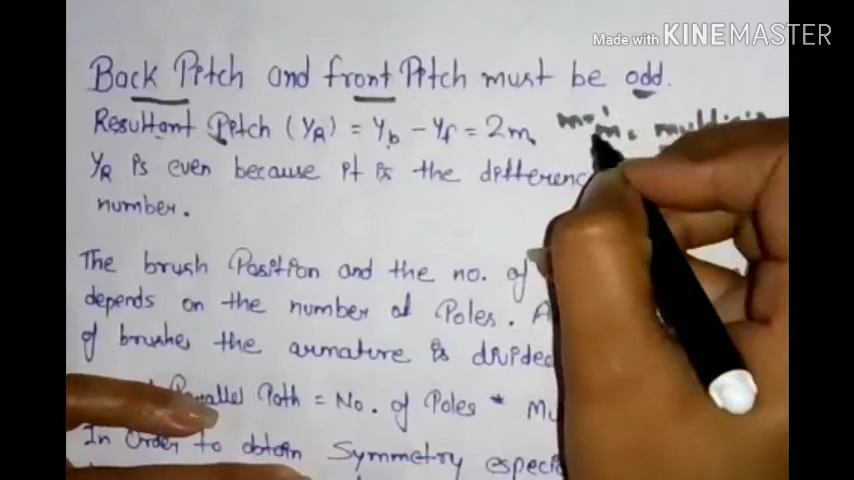 Made with KINEMASTER
Back Pitch and front Pitch must be odd.
Resultant Pitch (YR) = Yb - Yf = 2m
YR is even because it is the
number.
The brush Position and the no. of
depends on the number of Poles.
of brushes the armature is divided
Path = No. of Poles *
In Order to obtain Symmetry